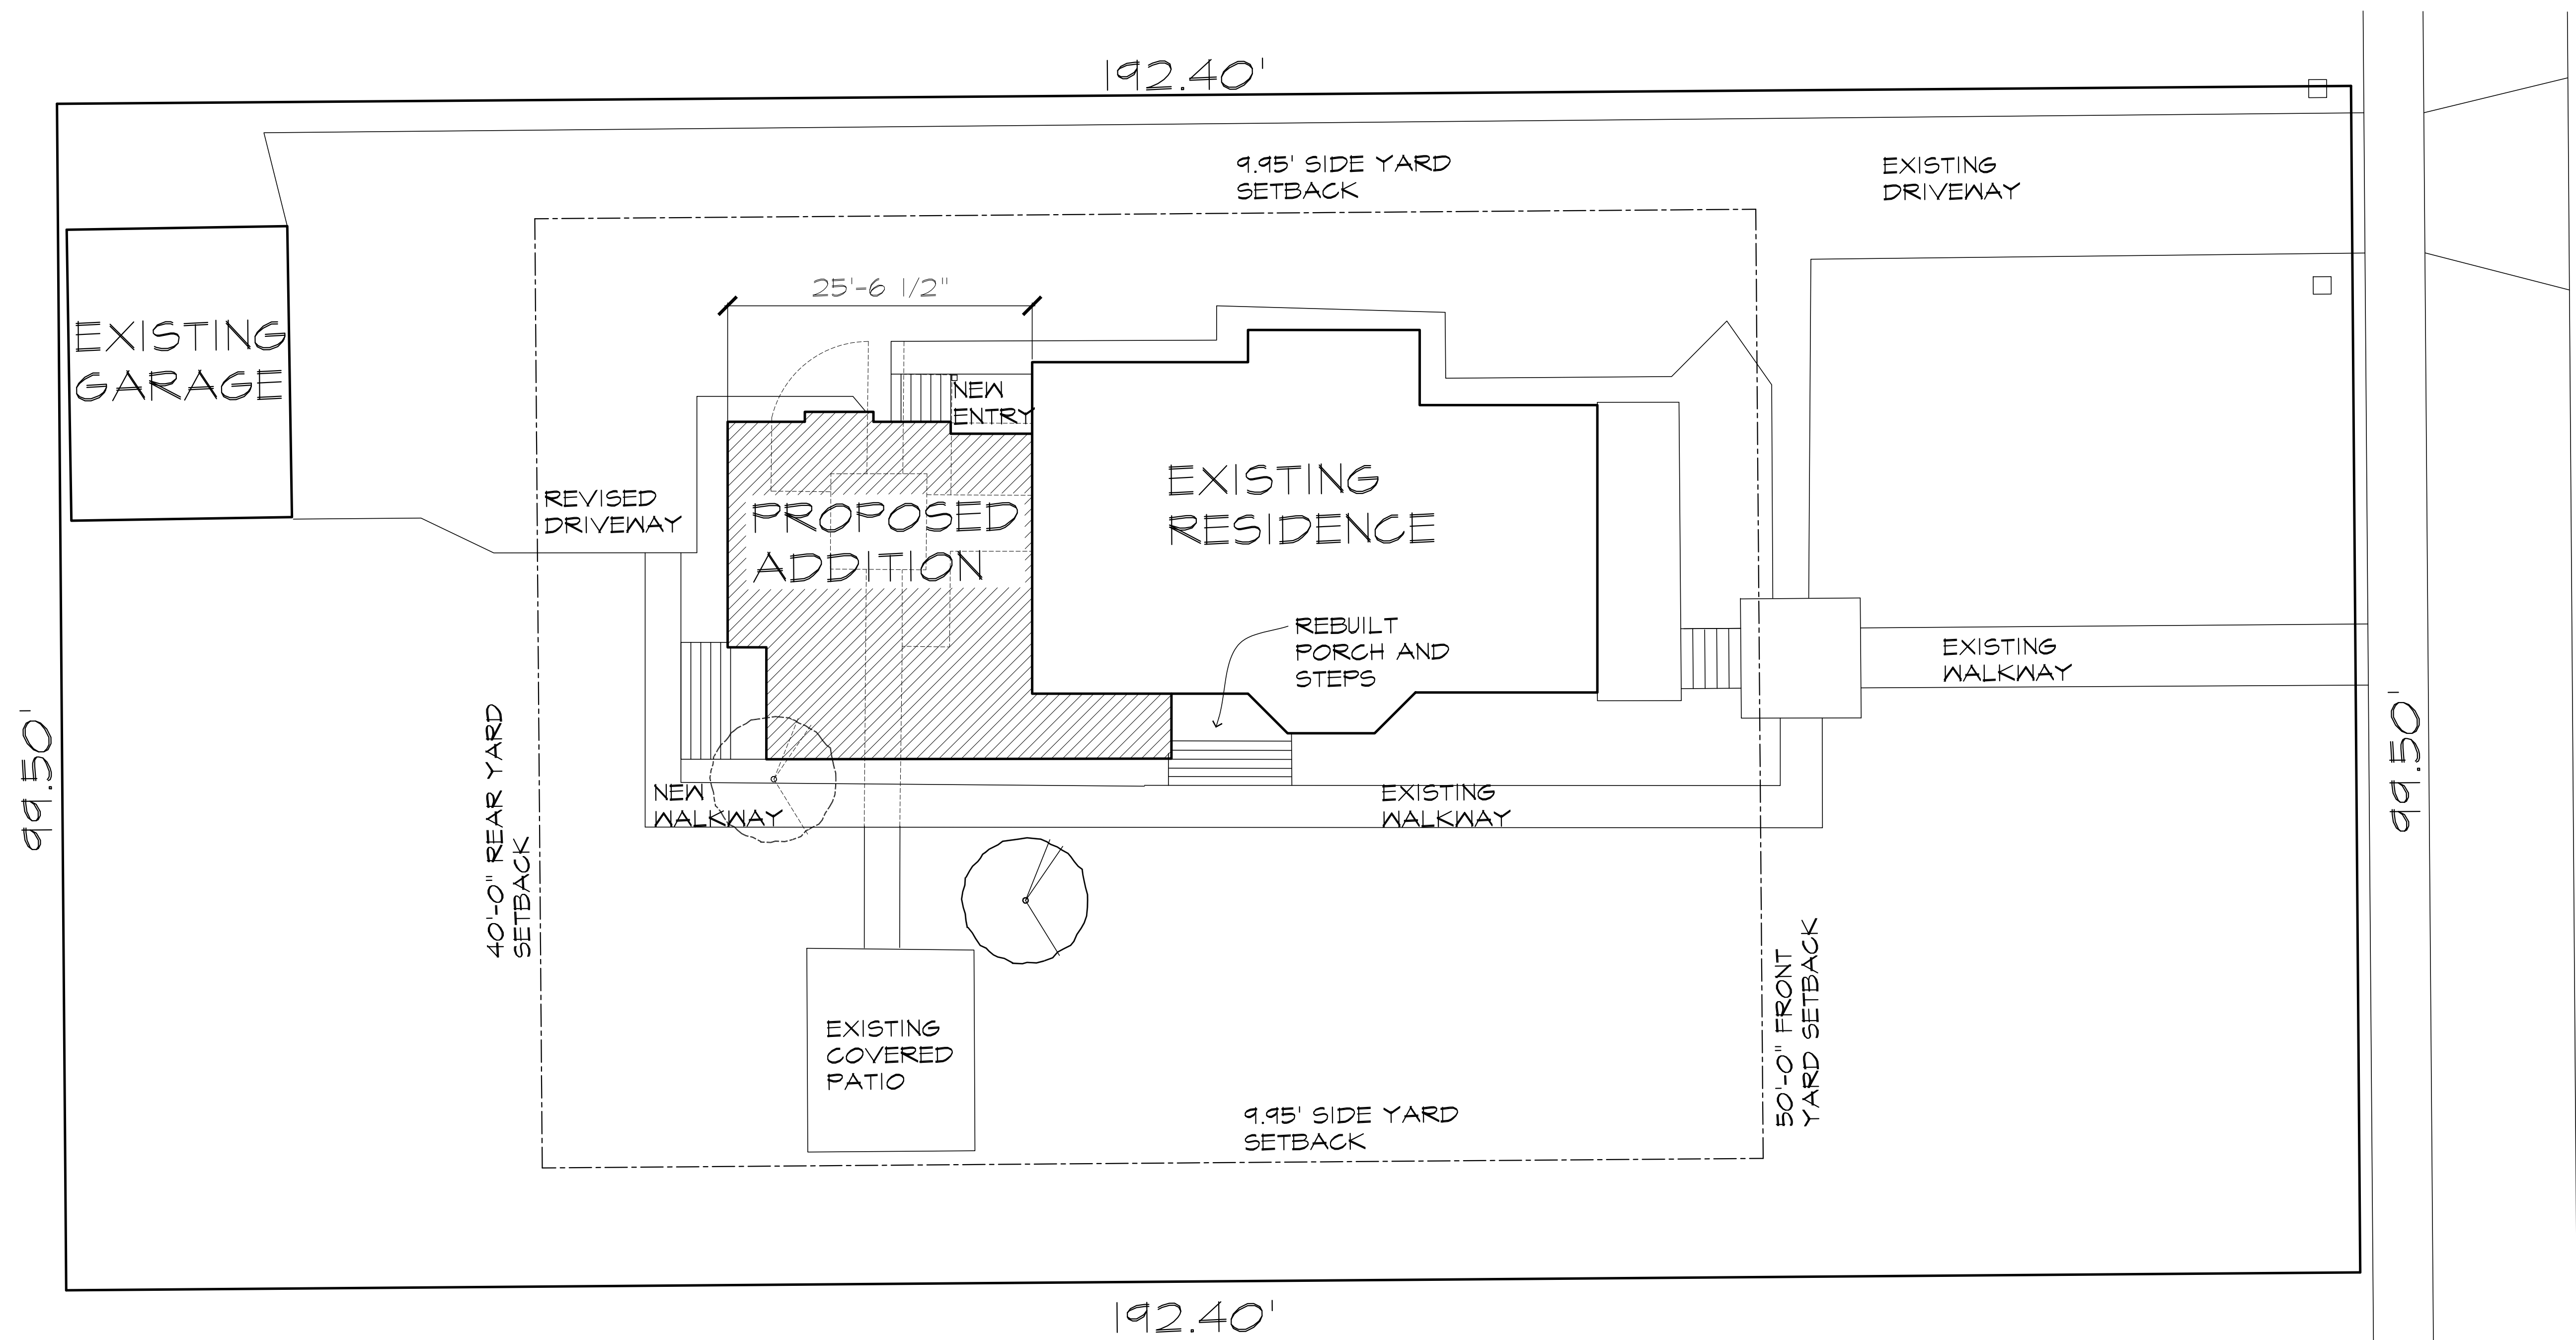 192.40'
9.95' SIDE YARD
SETBACK
EXISTING
DRIVEWAY
25'-6 1/2"
EXISTING
GARAGE
NEW
ENTRY
EXISTING
RESIDENCE
REVISED
DRIVEWAY
PROPOSED
ADDITION
REBUILT
PORCH AND
STEPS
EXISTING
WALKWAY
99.50'
40'-0" REAR YARD
SETBACK
NEW
WALKWAY
EXISTING
WALKWAY
99.50'
50'-0" FRONT
YARD SETBACK
EXISTING
COVERED
PATIO
9.95' SIDE YARD
SETBACK
192.40'